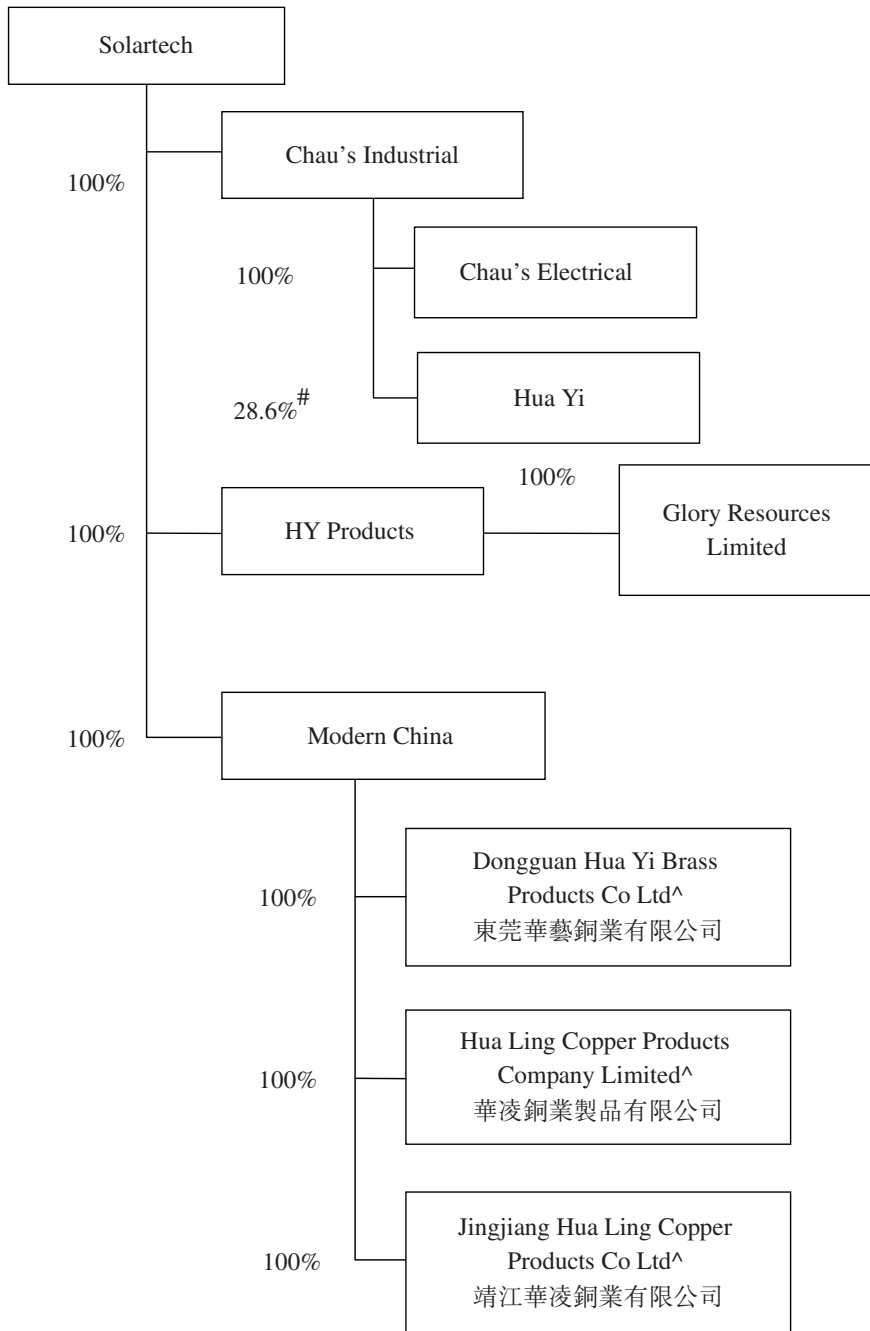 Solartech
Chau's Industrial
100%
Chau's Electrical
100%
Hua Yi
28.6%#
100%
Glory Resources
Limited
HY Products
100%
Modern China
100%
Dongguan Hua Yi Brass
Products Co Ltd^
東莞華藝銅業有限公司
100%
Hua Ling Copper Products
Company Limited^
華凌銅業製品有限公司
100%
Jingjiang Hua Ling Copper
Products Co Ltd^
靖江華凌銅業有限公司
100%